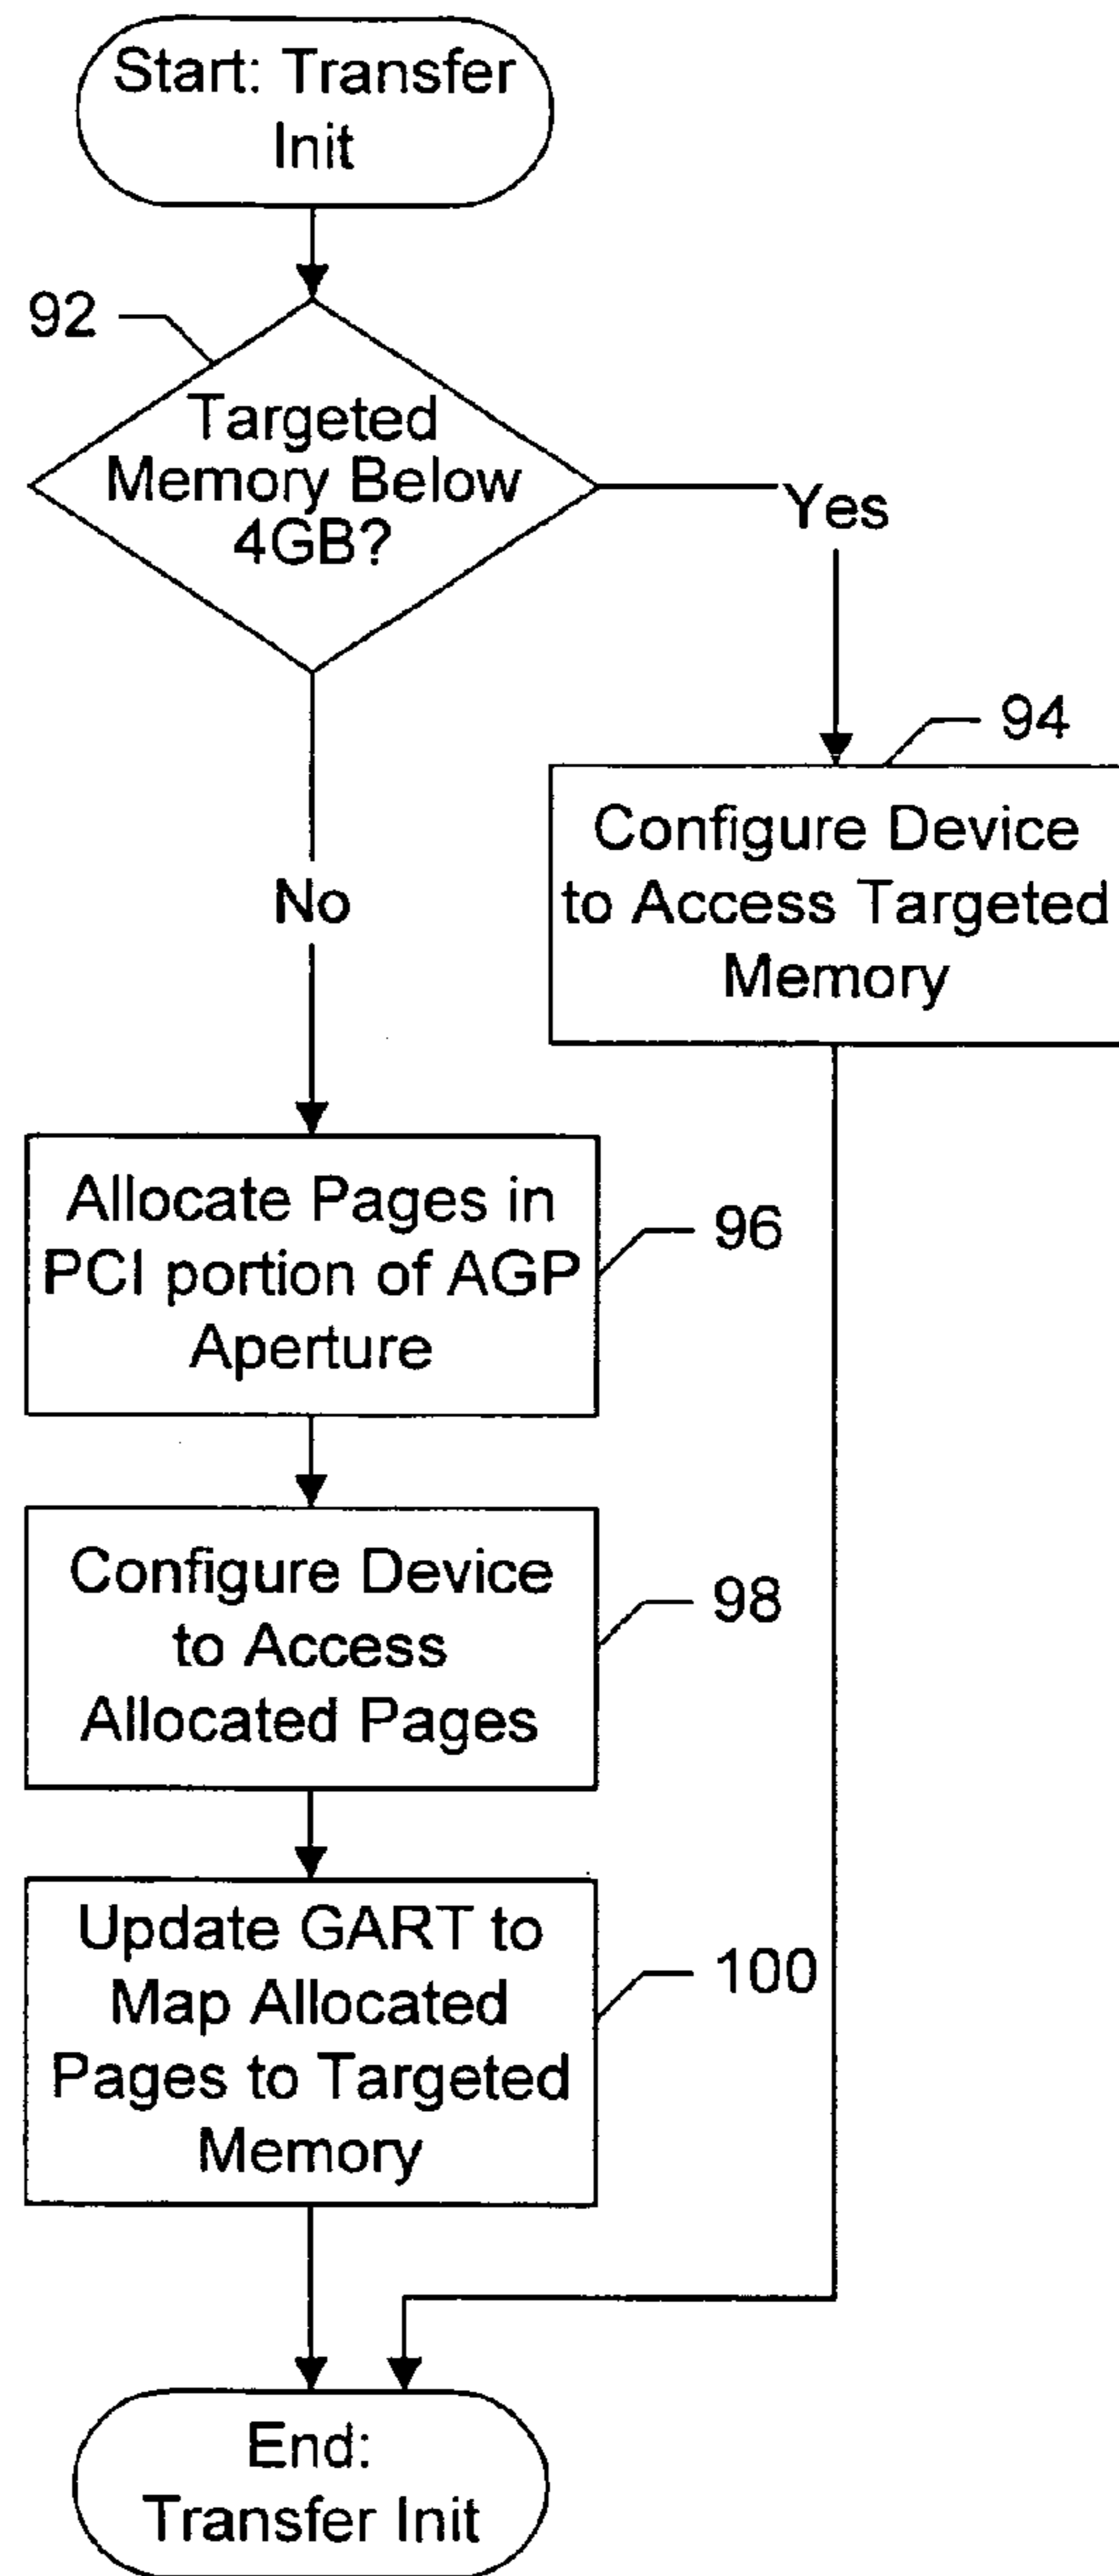 Start: Transfer
Init
92
Targeted
Memory Below
4GB?
Yes
94
Configure Device
to Access Targeted
Memory
No
Allocate Pages in
PCI portion of AGP
Aperture
96
Configure Device
to Access
Allocated Pages
98
Update GART to
Map Allocated
Pages to Targeted
Memory
100
End:
Transfer Init